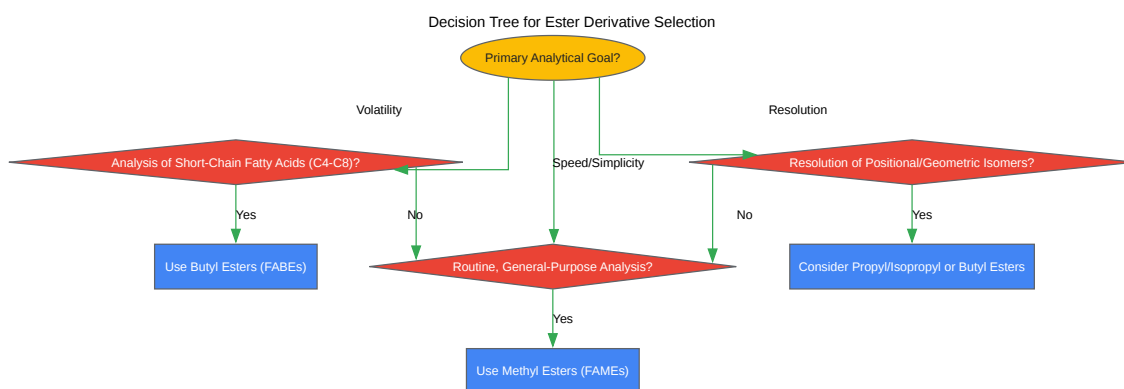 Decision Tree for Ester Derivative Selection
Primary Analytical Goal?
Volatility
Resolution
Analysis of Short-Chain Fatty Acids (C4-C8)?
Speed/Simplicity
Resolution of Positional/Geometric Isomers?
Yes
No
No
Yes
Use Butyl Esters (FABEs)
Routine, General-Purpose Analysis?
Consider Propyl/Isopropyl or Butyl Esters
Yes
Use Methyl Esters (FAMEs)